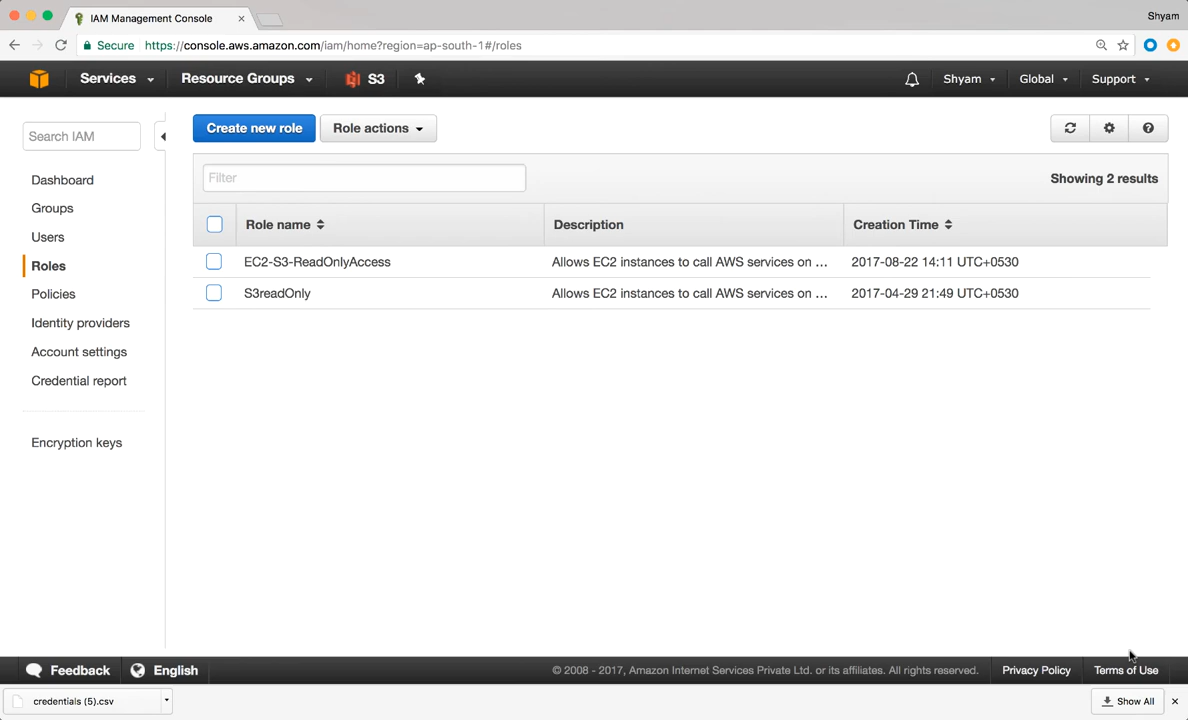 IAM Management Console
Shyam
Secure https://console.aws.amazon.com/iam/home?region=ap-south-1#/roles
Services Resource Groups S3 Shyam Global Support
Search IAM
Dashboard
Groups
Users
Roles
Policies
Identity providers
Account settings
Credential report
Encryption keys
Create new role Role actions
Filter
Showing 2 results
Role name Description Creation Time
EC2-S3-ReadOnlyAccess Allows EC2 instances to call AWS services on ... 2017-08-22 14:11 UTC+0530
S3readOnly Allows EC2 instances to call AWS services on ... 2017-04-29 21:49 UTC+0530
Feedback English © 2008 - 2017, Amazon Internet Services Private Ltd. or its affiliates. All rights reserved. Privacy Policy Terms of Use
credentials (5).csv Show All